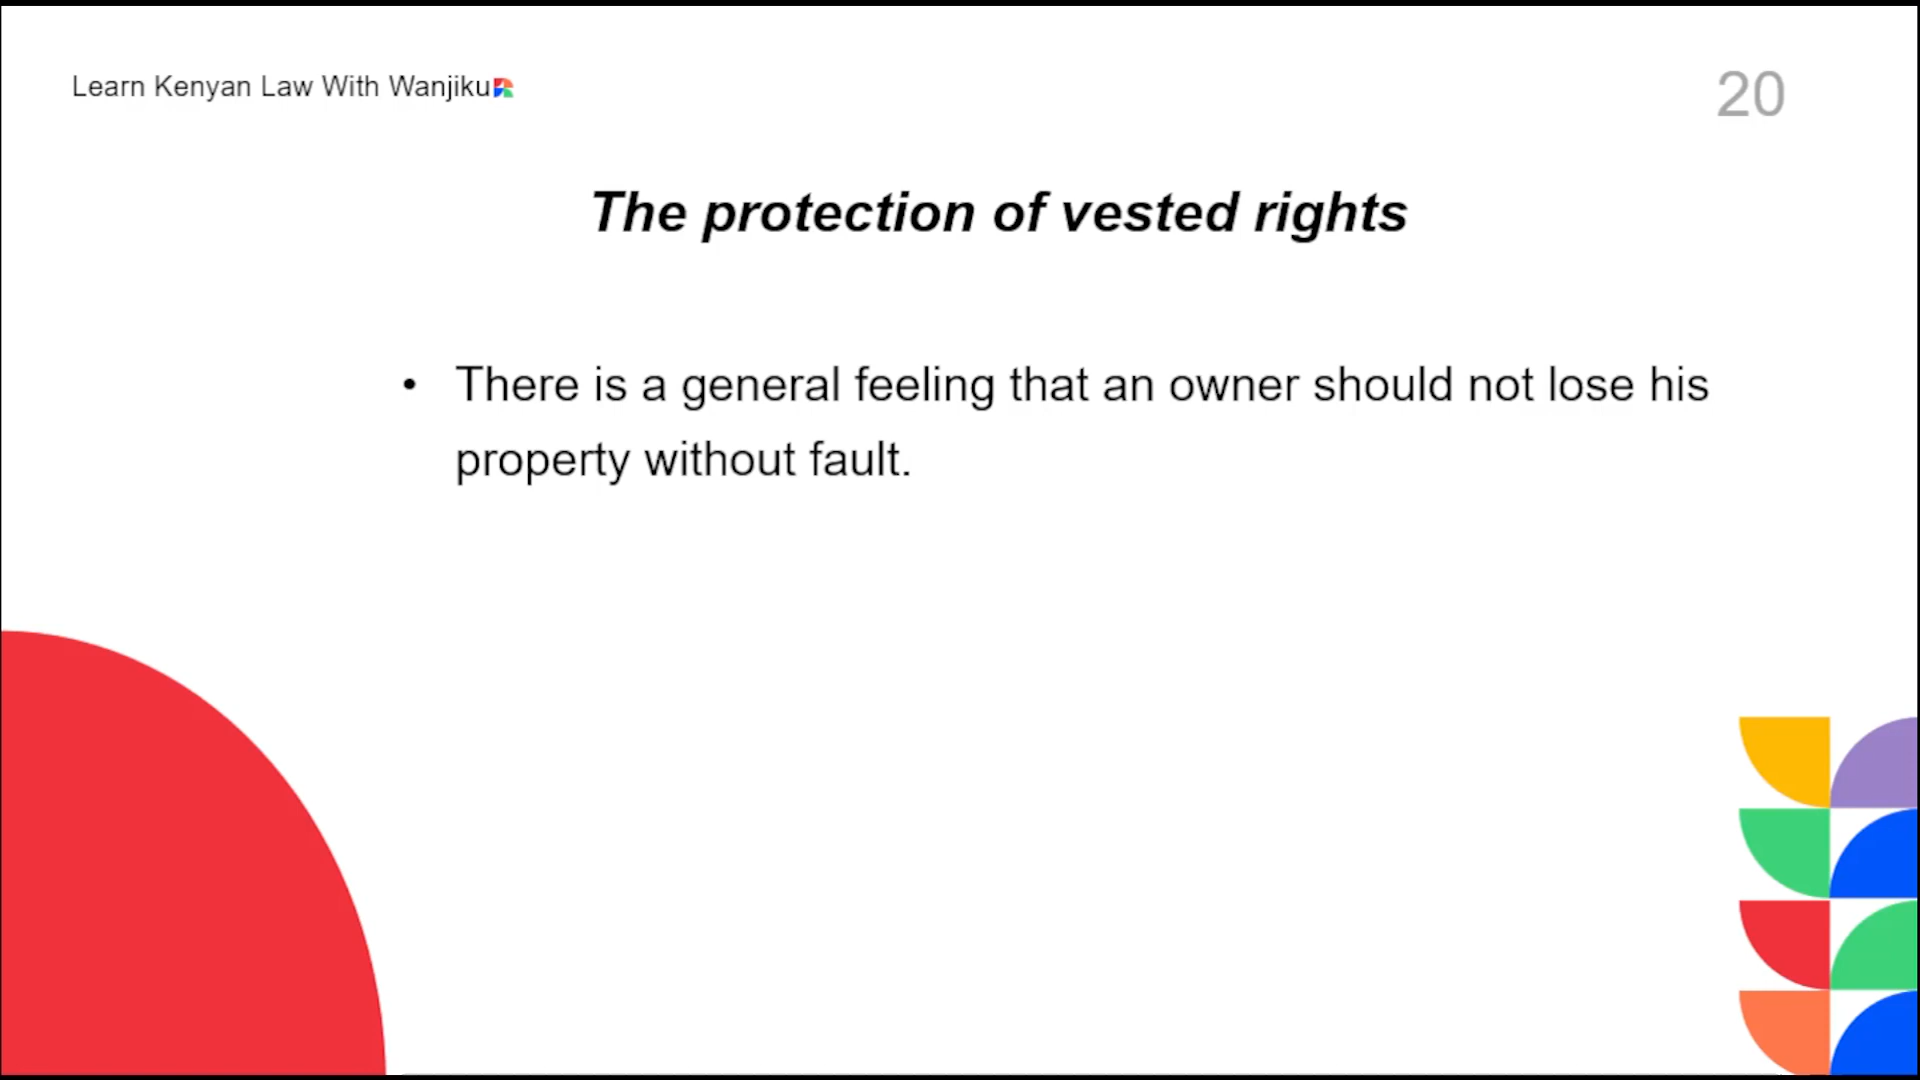 Learn Kenyan Law With Wanjiku
20
The protection of vested rights
• There is a general feeling that an owner should not lose his
property without fault.